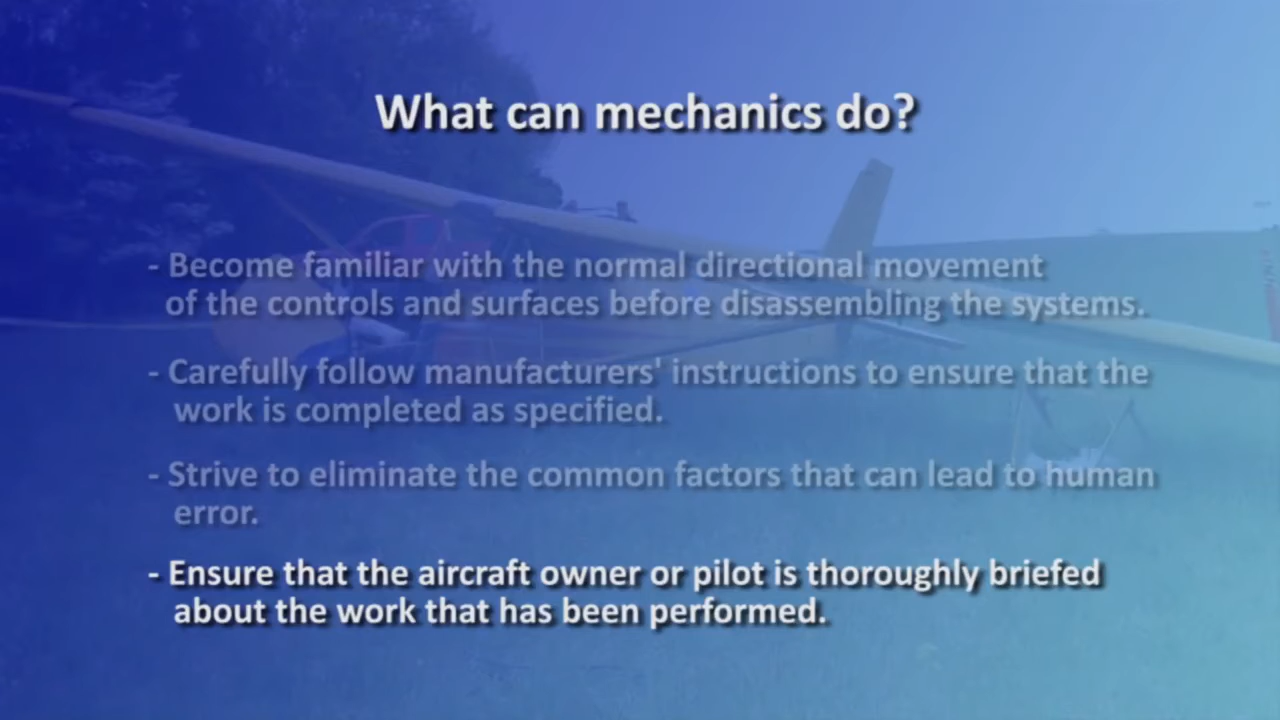 What can mechanics do?
- Become familiar with the normal directional movement
of the controls and surfaces before disassembling the systems.
- Carefully follow manufacturers' instructions to ensure that the
work is completed as specified.
- Strive to eliminate the common factors that can lead to human
error.
- Ensure that the aircraft owner or pilot is thoroughly briefed
about the work that has been performed.